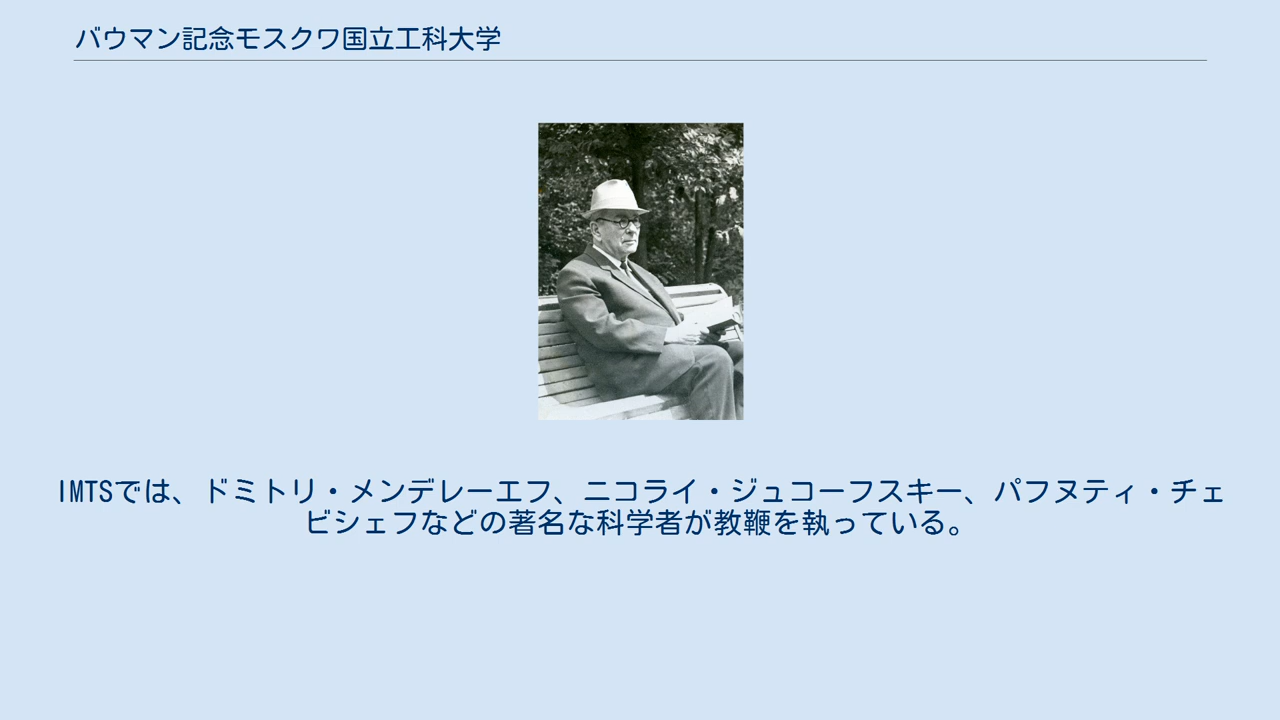 バウマン記念モスクワ国立工科大学
IMTSでは、ドミトリ・メンデレーエフ、ニコライ・ジュコーフスキー、パフヌティ・チェ
ビシェフなどの著名な科学者が教鞭を執っている。